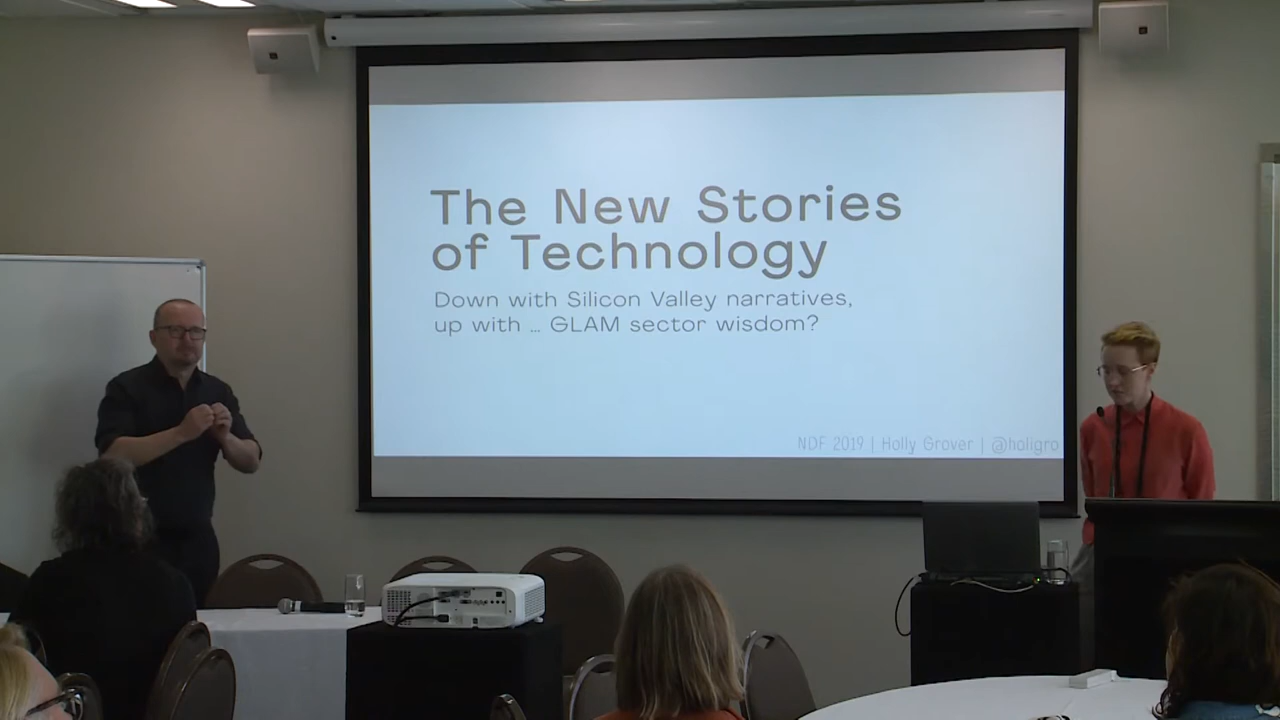 The New Stories
of Technology
Down with Silicon Valley narratives,
up with ... GLAM sector wisdom?
NDF 2019 | Holly Grover | @holigro